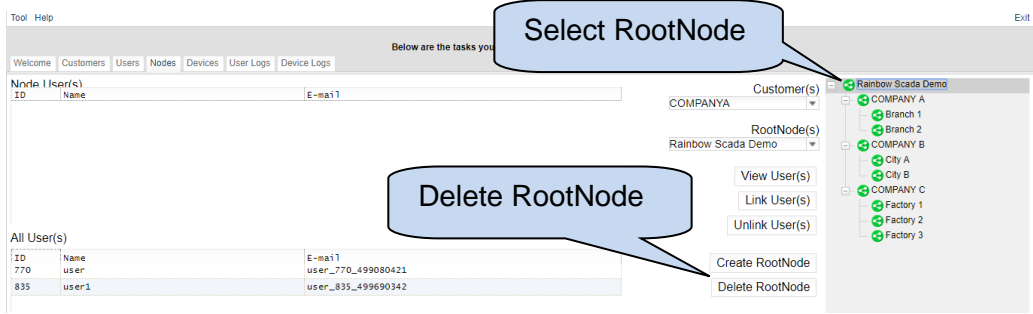 Tool Help Exit
Select RootNode
Below are the tasks you
Welcome Customers Users Nodes Devices User Logs Device Logs
Node User(s)
ID Name E-mail
Customer(s)
COMPANYA
RootNode(s)
Rainbow Scada Demo
View User(s)
Link User(s)
Unlink User(s)
Delete RootNode
All User(s)
ID Name E-mail
770 user user_770_499080421
835 user1 user_835_499690342
Create RootNode
Delete RootNode
Rainbow Scada Demo
COMPANY A
Branch 1
Branch 2
COMPANY B
City A
City B
COMPANY C
Factory 1
Factory 2
Factory 3